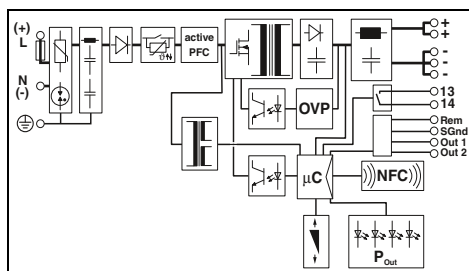 (+)
L
N
(-)
ϑ
active
PFC
OVP
µC
NFC
P Out
+
+
-
-
-
13
14
Rem
SGnd
Out 1
Out 2